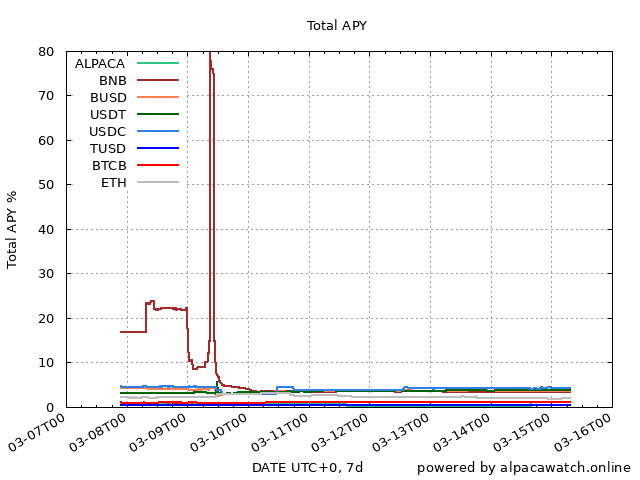 Total APY
80
70
60
50
40
30
20
10
0
Total APY %
ALPACA
BNB
BUSD
USDT
USDC
TUSD
BTCB
ETH
03-07T00
03-08T00
03-09T00
03-10T00
03-11T00
03-12T00
03-13T00
03-14T00
03-15T00
03-16T00
DATE UTC+0, 7d
powered by alpacawatch.online